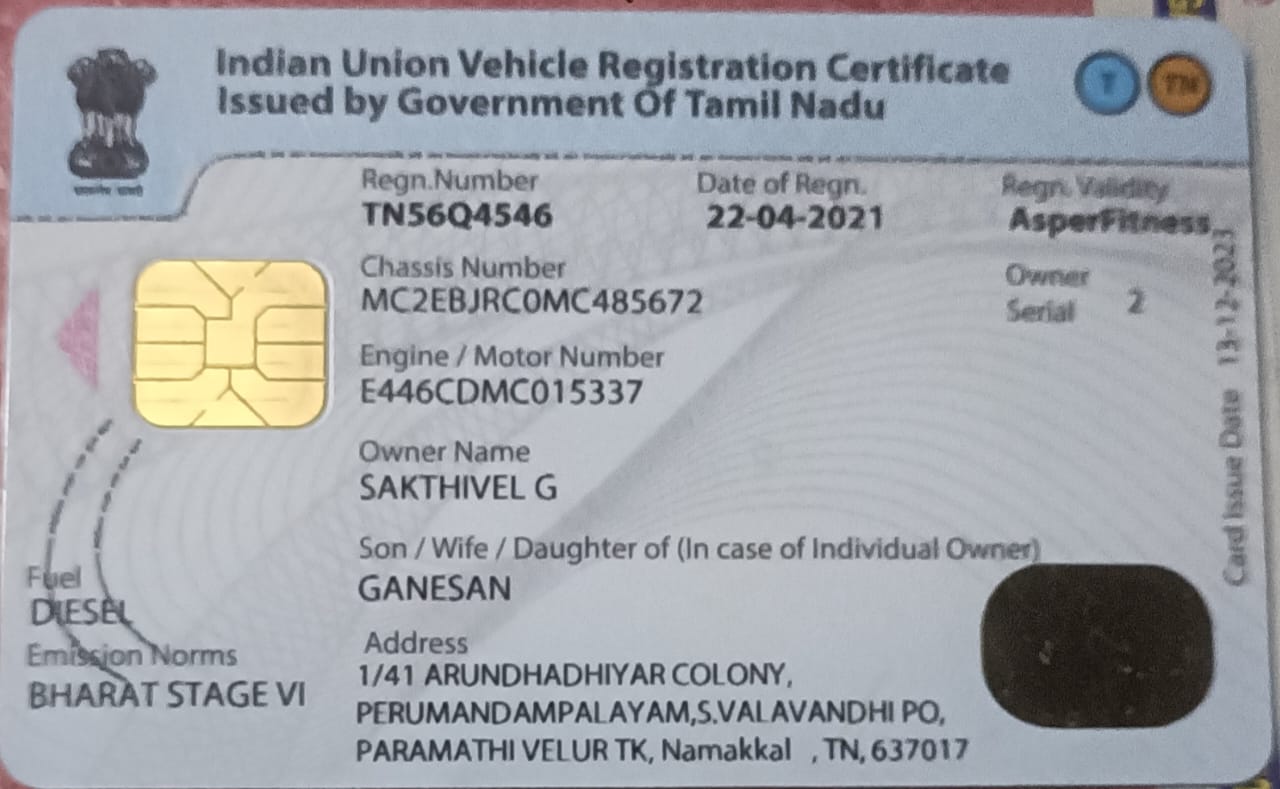 Indian Union Vehicle Registration Certificate
Issued by Government Of Tamil Nadu
T TN
Regn.Number
TN56Q4546
Date of Regn.
22-04-2021
Regn. Validity
AsperFitness
Chassis Number
MC2EBJRC0MC485672
Owner
Serial 2
Engine / Motor Number
E446CDMC015337
Owner Name
SAKTHIVEL G
Son / Wife / Daughter of (In case of Individual Owner)
GANESAN
Address
1/41 ARUNDHADHIYAR COLONY,
PERUMANDAMPALAYAM,S.VALAVANDHI PO,
PARAMATHI VELUR TK, Namakkal , TN, 637017
Fuel
DIESEL
Emission Norms
BHARAT STAGE VI
Card Issue Date 13-12-2023